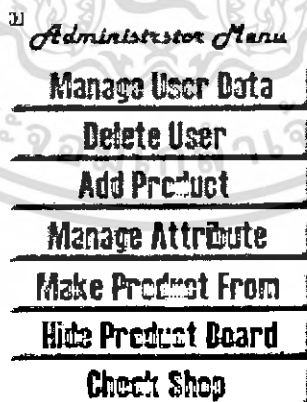 Administrator Menu
Manage User Data
Delete User
Add Product
Manage Attribute
Make Product From
Hide Product Board
Check Shop